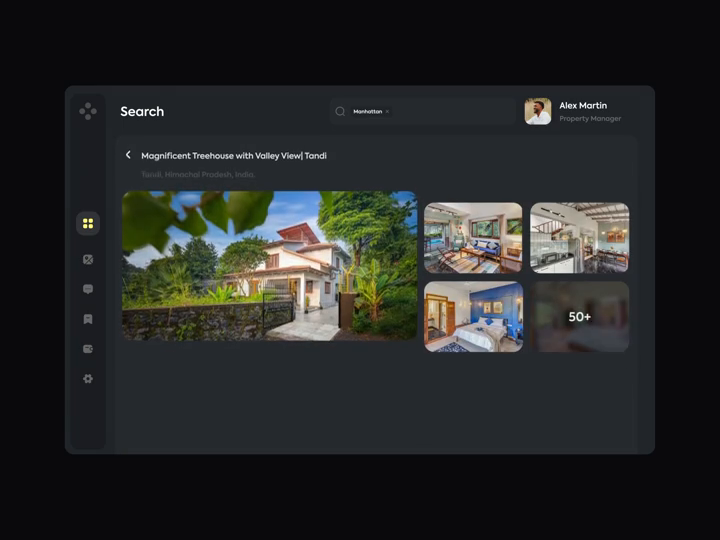 Search
Manhattan ×
Alex Martin
Property Manager
Magnificent Treehouse with Valley View| Tandi
Tandi, Himachal Pradesh, India.
50+